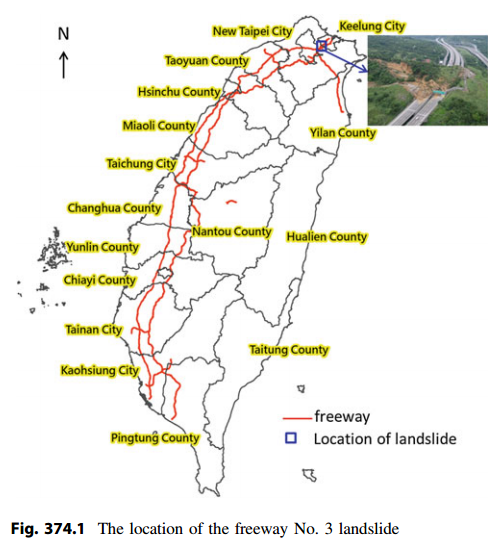 N
New Taipei City
Keelung City
Taoyuan County
Hsinchu County
Miaoli County
Yilan County
Taichung City
Changhua County
Nantou County
Hualien County
Yunlin County
Chiayi County
Tainan City
Taitung County
Kaohsiung City
freeway
Location of landslide
Pingtung County
Fig. 374.1 The location of the freeway No. 3 landslide